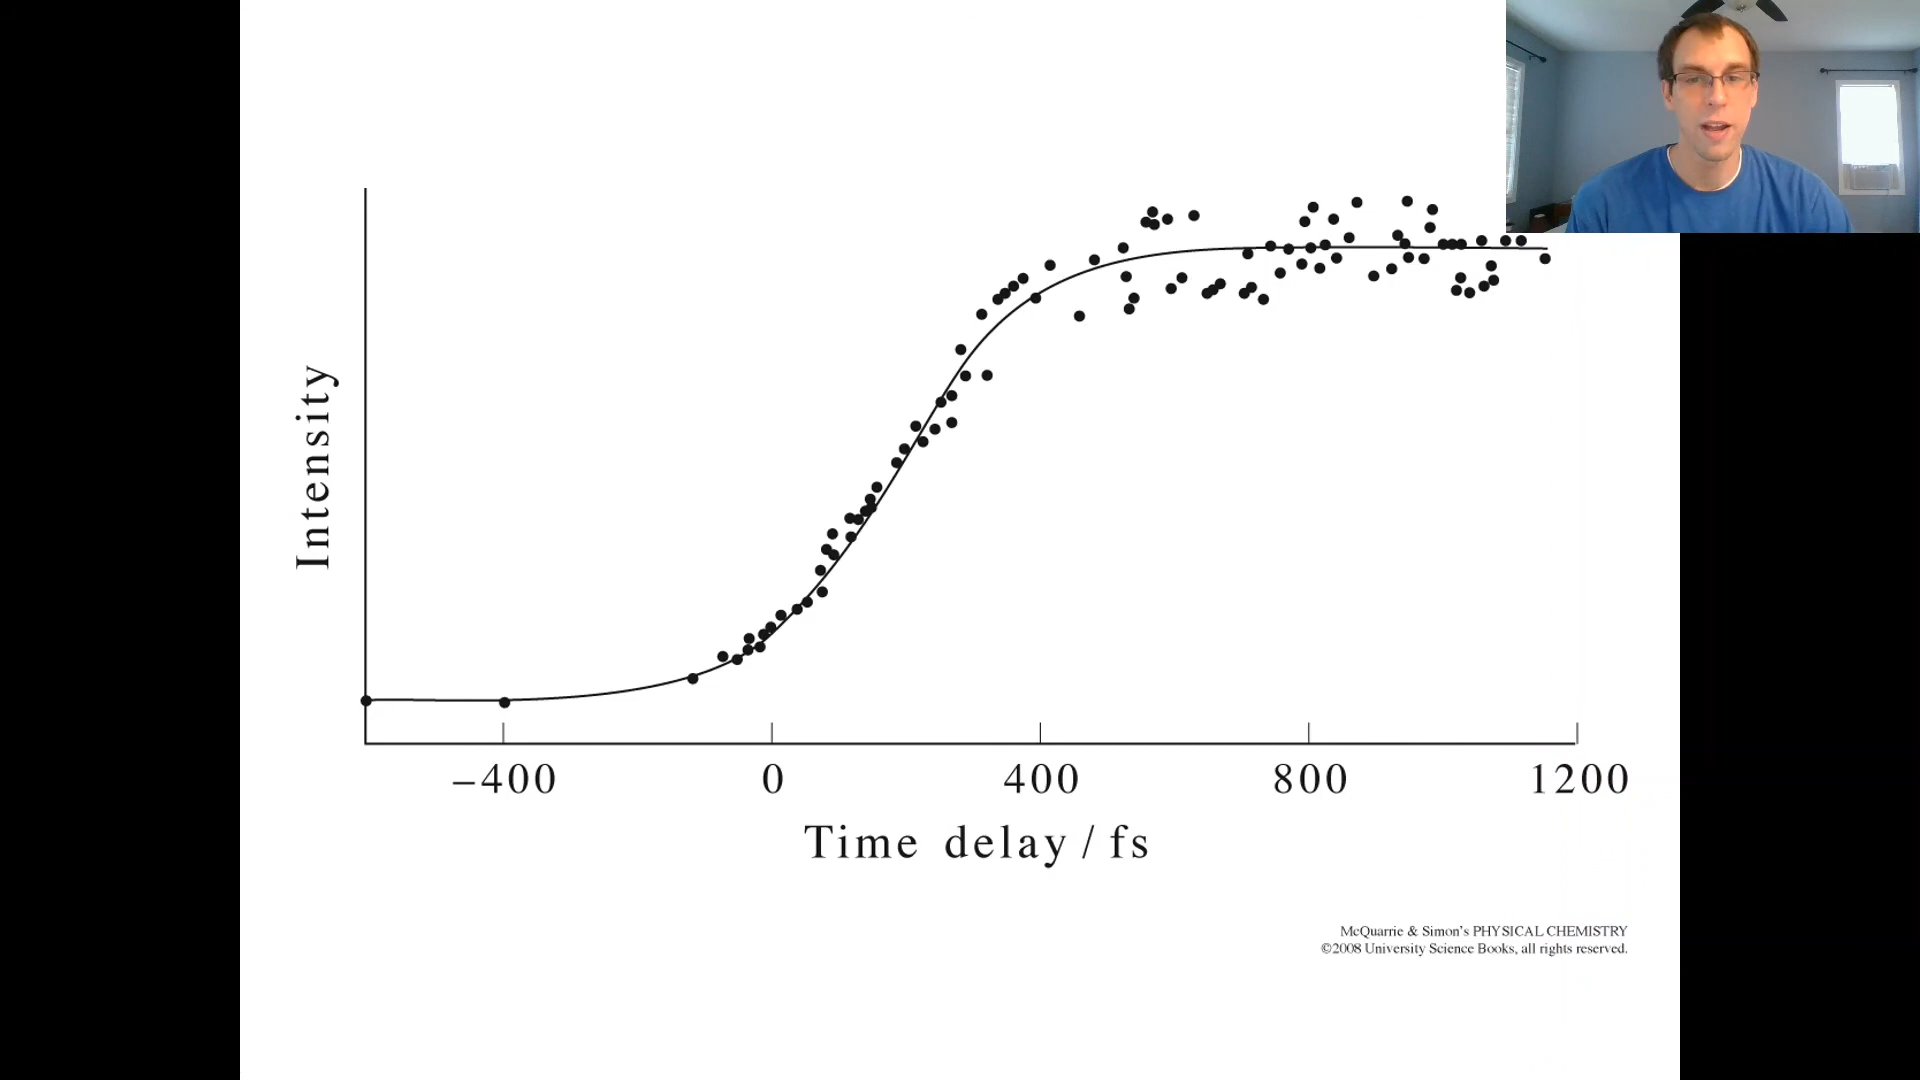 Intensity
−400 0 400 800 1200
Time delay / fs
McQuarrie & Simon's PHYSICAL CHEMISTRY
©2008 University Science Books, all rights reserved.